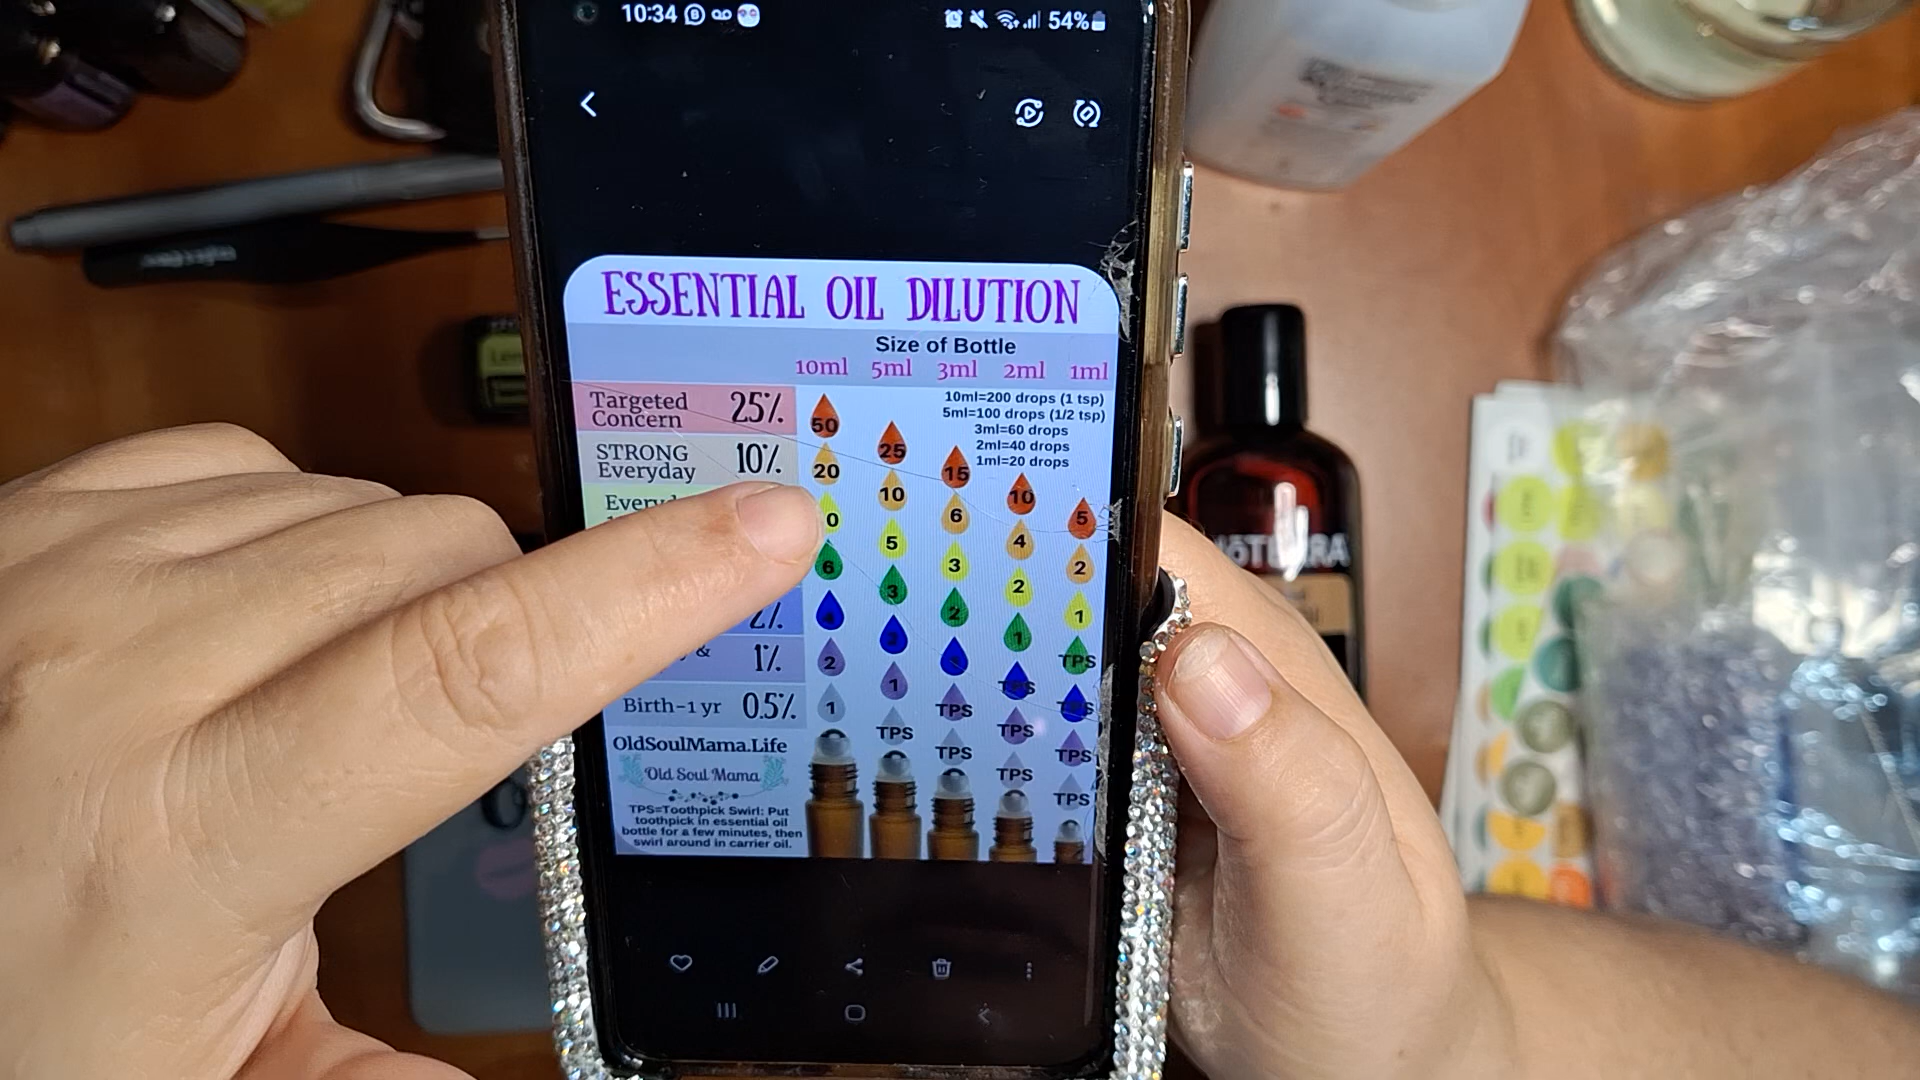 10:34
54%
ESSENTIAL OIL DILUTION
Size of Bottle
10ml 5ml 3ml 2ml 1ml
10ml=200 drops (1 tsp)
5ml=100 drops (1/2 tsp)
3ml=60 drops
2ml=40 drops
1ml=20 drops
Targeted Concern 25%
50 25 15 10 5
STRONG Everyday 10%
20 10 6 4 2
0 5 3 2 1
6 3 2 1 TPS
2%
TPS TPS
& 1%
2 1 TPS TPS TPS
Birth-1 yr 0.5%
1 TPS TPS TPS TPS
OldSoulMama.Life
Old Soul Mama
TPS=Toothpick Swirl: Put
toothpick in essential oil
bottle for a few minutes, then
swirl around in carrier oil.